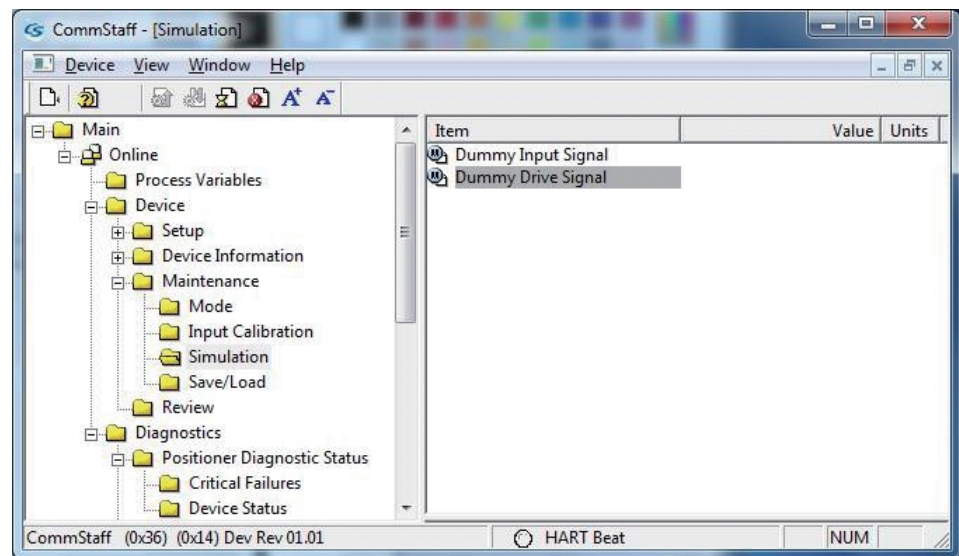 CommStaff - [Simulation]
Device View Window Help
Main
Online
Process Variables
Device
Setup
Device Information
Maintenance
Mode
Input Calibration
Simulation
Save/Load
Review
Diagnostics
Positioner Diagnostic Status
Critical Failures
Device Status
Item Value Units
Dummy Input Signal
Dummy Drive Signal
CommStaff (0x36) (0x14) Dev Rev 01.01 HART Beat NUM